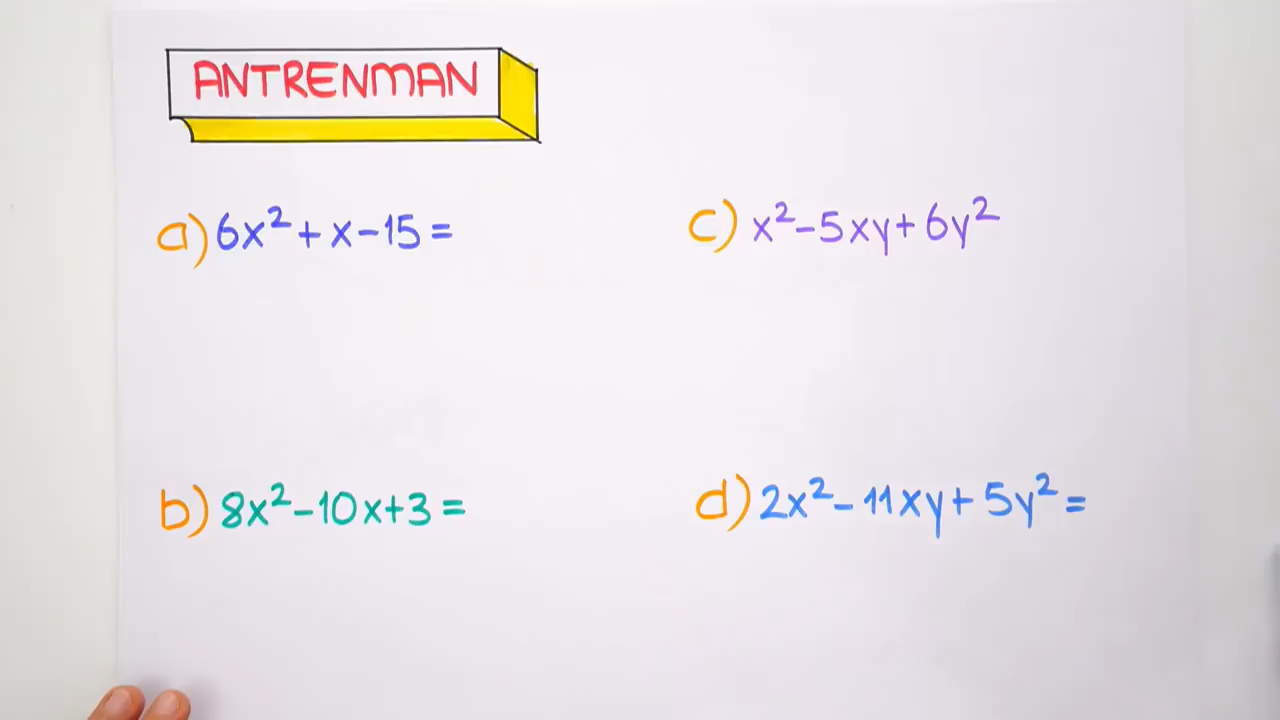 ANTRENMAN
a) 6x² + x - 15 =
b) 8x² - 10x + 3 =
c) x² - 5xy + 6y²
d) 2x² - 11xy + 5y² =